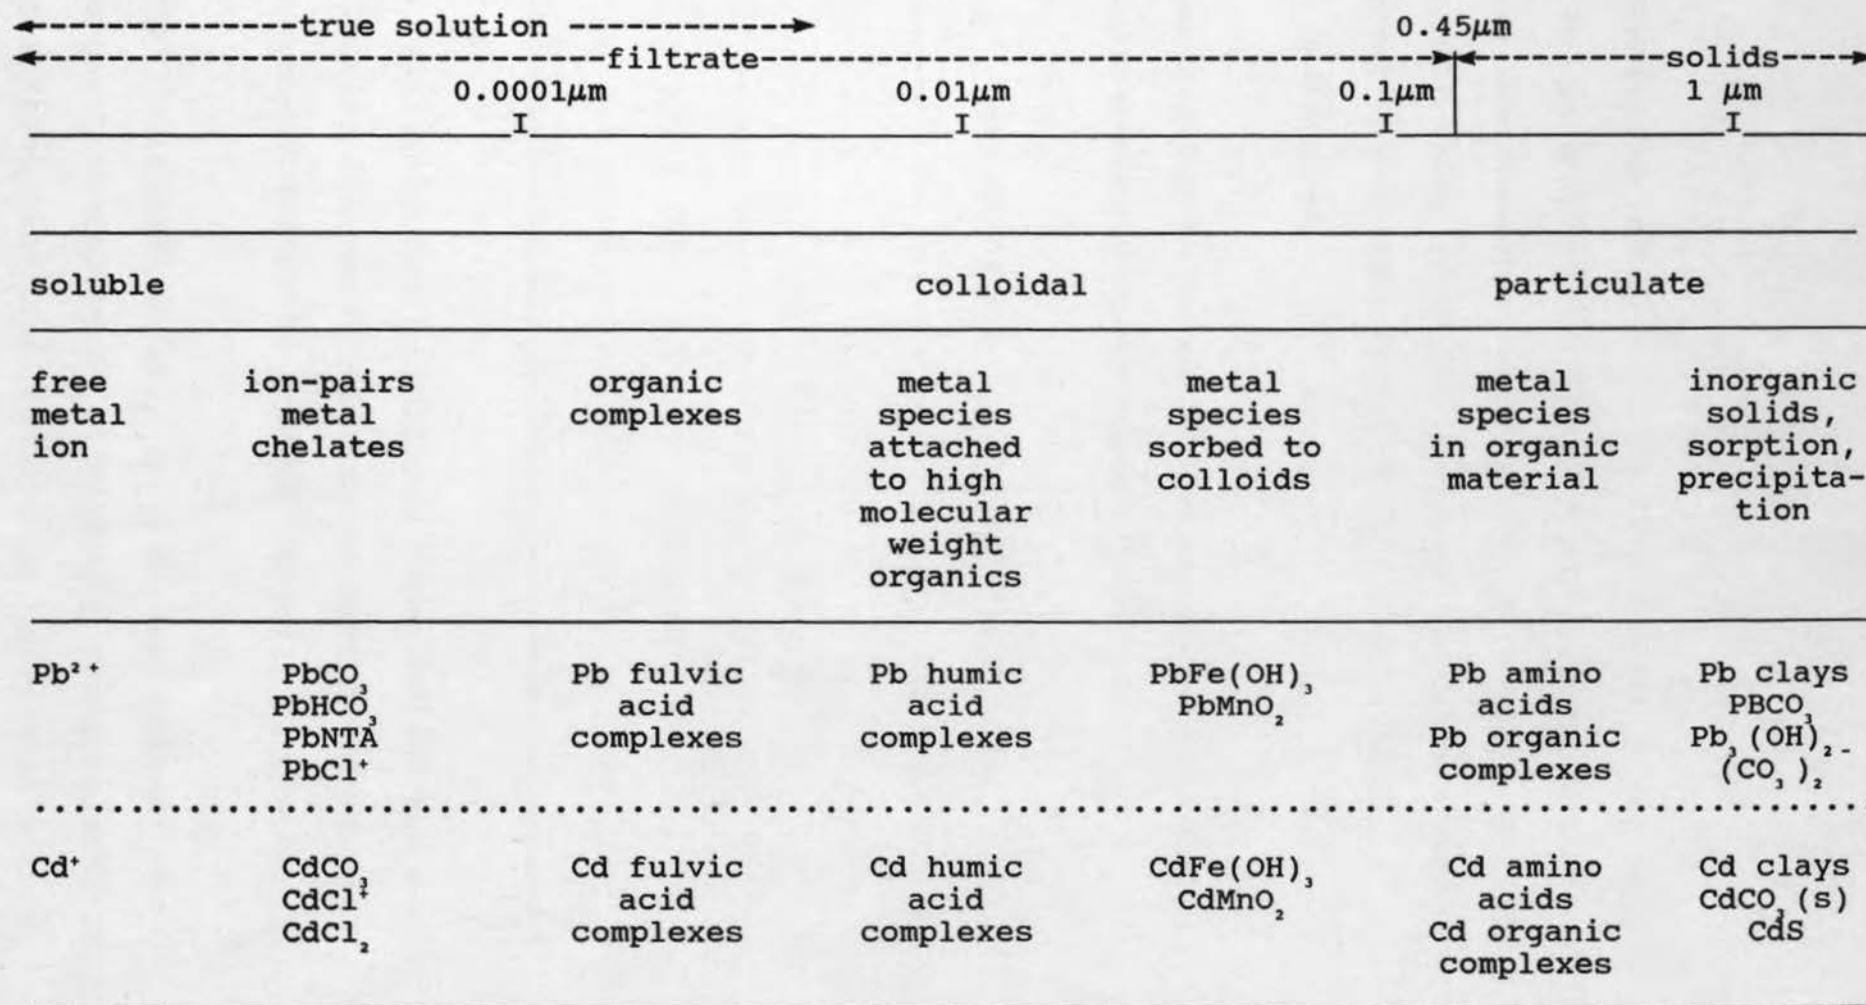 true solution 0.45μm
filtrate solids
0.0001μm 0.01μm 0.1μm 1 μm
I I I I
soluble colloidal particulate
free ion-pairs organic metal metal metal inorganic
metal metal complexes species species species solids,
ion chelates attached sorbed to in organic sorption,
to high colloids material precipita-
molecular tion
weight
organics
Pb²⁺ PbCO₃ Pb fulvic Pb humic PbFe(OH)₃ Pb amino Pb clays
PbHCO₃ acid acid PbMnO₂ acids PBCO₃
PbNTA complexes complexes Pb organic Pb₃(OH)₂-
PbCl⁺ complexes (CO₃)₂
Cd⁺ CdCO₃ Cd fulvic Cd humic CdFe(OH)₃ Cd amino Cd clays
CdCl⁺ acid acid CdMnO₂ acids CdCO₃(s)
CdCl₂ complexes complexes Cd organic CdS
complexes